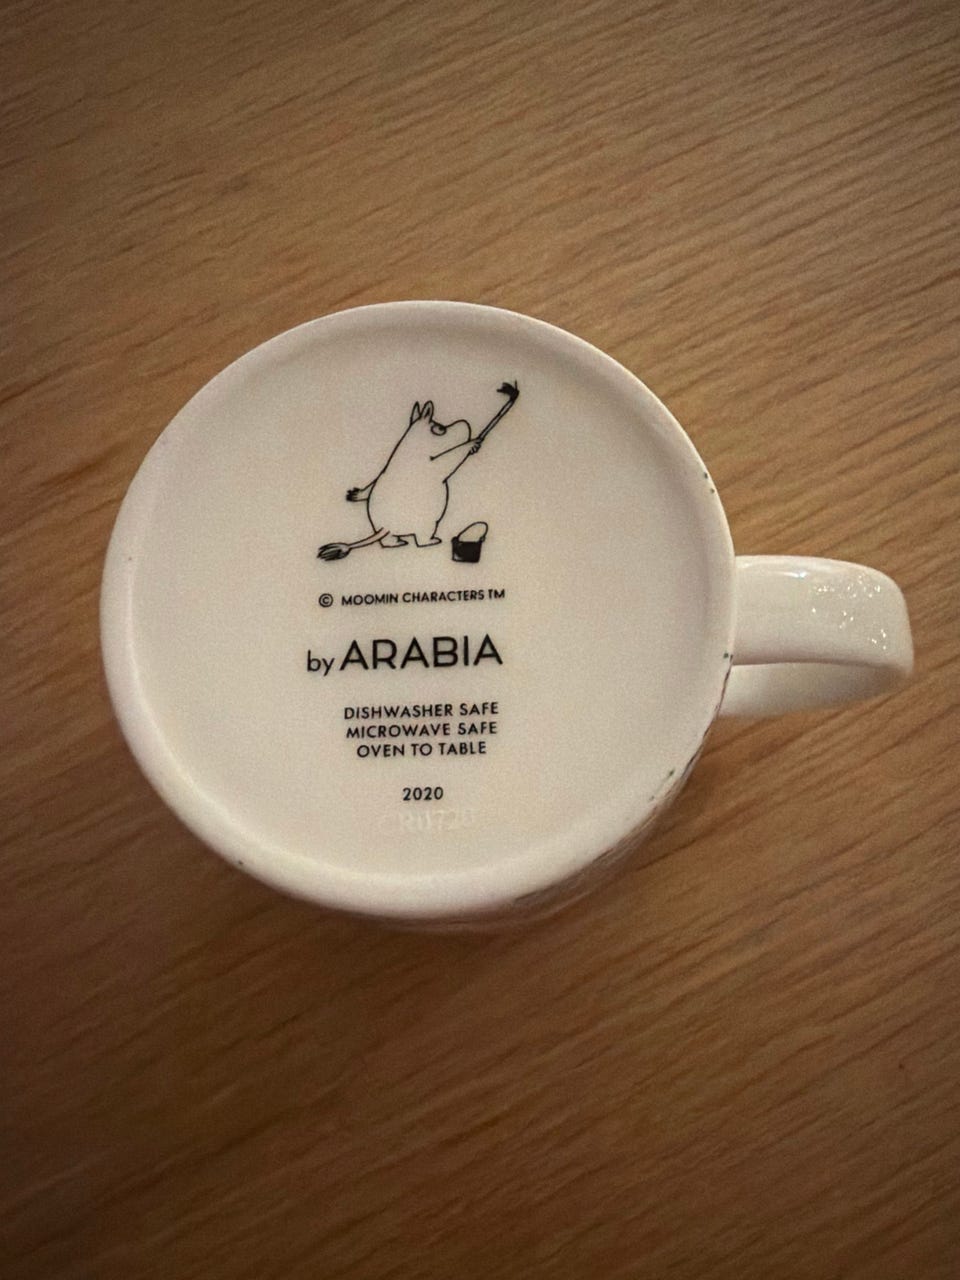 © MOOMIN CHARACTERS TM
by ARABIA
DISHWASHER SAFE
MICROWAVE SAFE
OVEN TO TABLE
2020